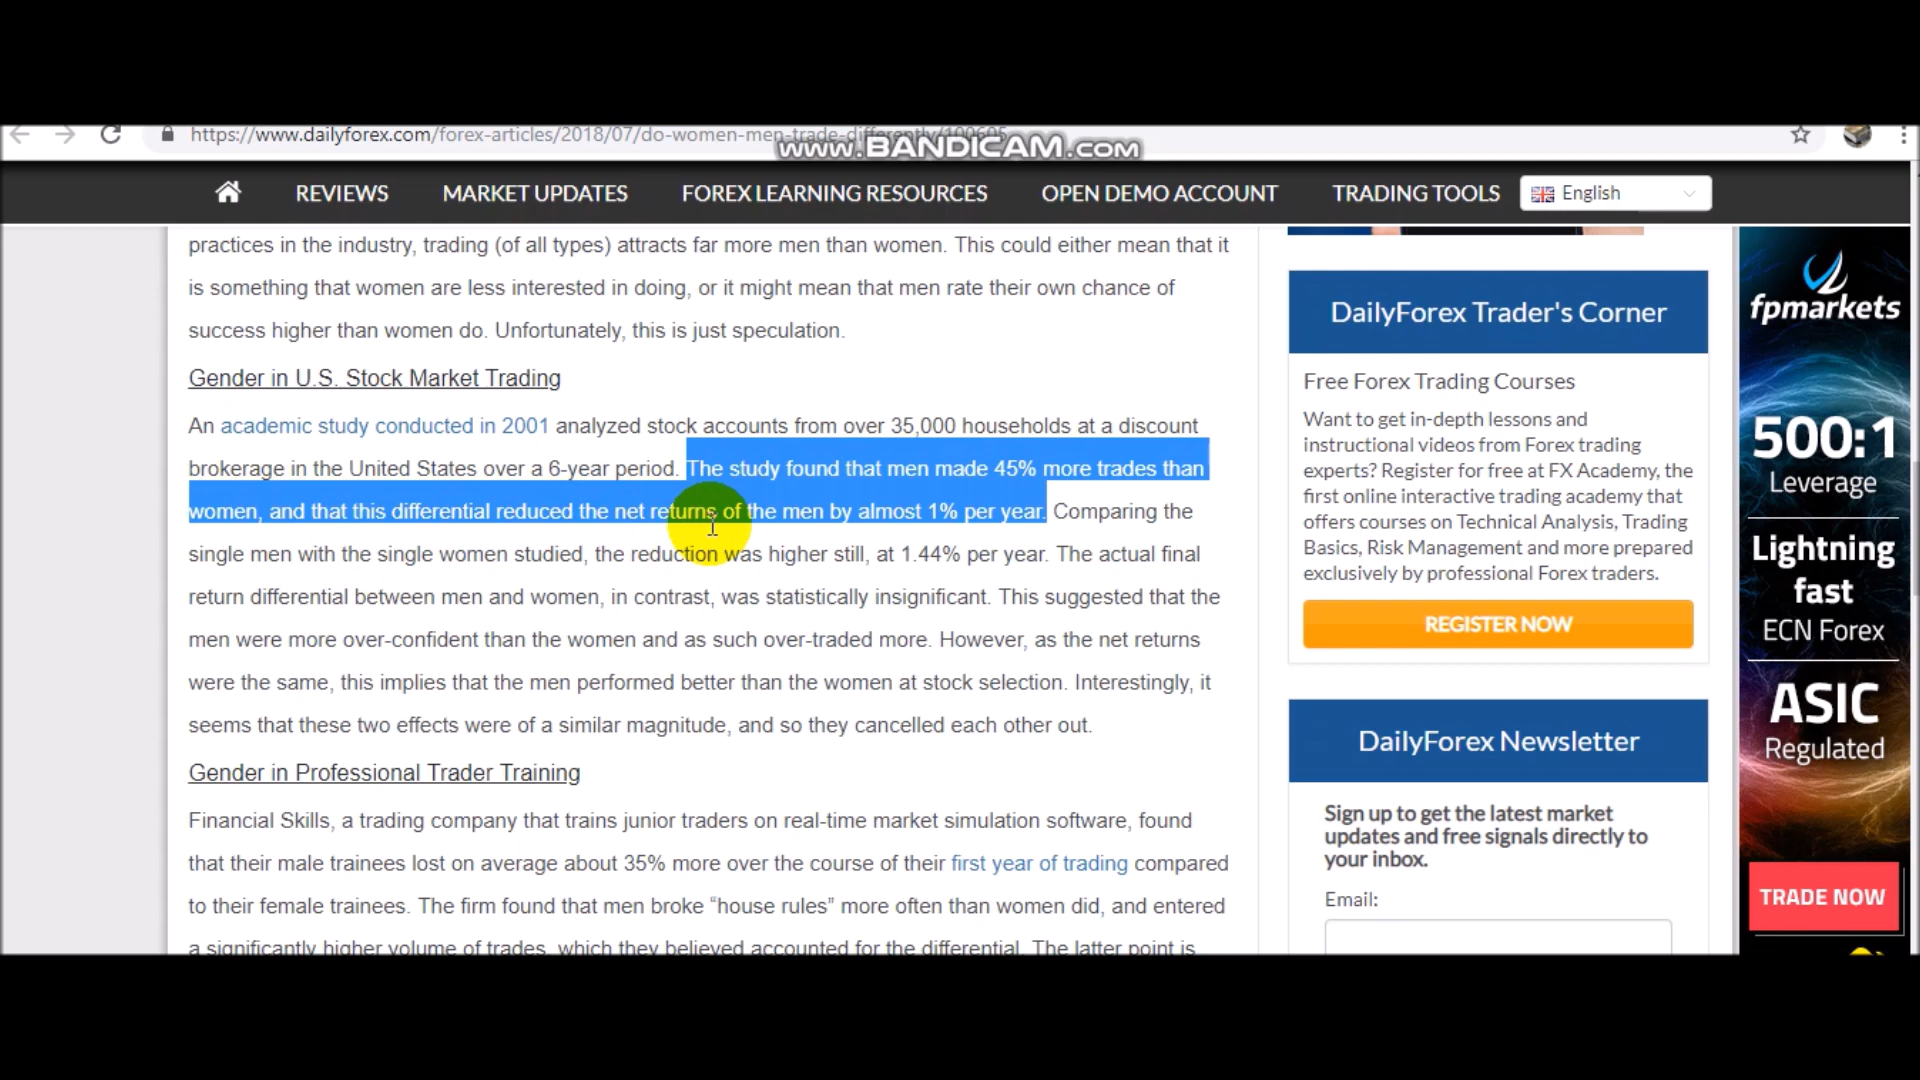 https://www.dailyforex.com/forex-articles/2018/07/do-women-men-trade-differently/100605
www.BANDICAM.com
REVIEWS MARKET UPDATES FOREX LEARNING RESOURCES OPEN DEMO ACCOUNT TRADING TOOLS English
practices in the industry, trading (of all types) attracts far more men than women. This could either mean that it
is something that women are less interested in doing, or it might mean that men rate their own chance of
success higher than women do. Unfortunately, this is just speculation.
Gender in U.S. Stock Market Trading
An academic study conducted in 2001 analyzed stock accounts from over 35,000 households at a discount
brokerage in the United States over a 6-year period. The study found that men made 45% more trades than
women, and that this differential reduced the net returns of the men by almost 1% per year. Comparing the
single men with the single women studied, the reduction was higher still, at 1.44% per year. The actual final
return differential between men and women, in contrast, was statistically insignificant. This suggested that the
men were more over-confident than the women and as such over-traded more. However, as the net returns
were the same, this implies that the men performed better than the women at stock selection. Interestingly, it
seems that these two effects were of a similar magnitude, and so they cancelled each other out.
Gender in Professional Trader Training
Financial Skills, a trading company that trains junior traders on real-time market simulation software, found
that their male trainees lost on average about 35% more over the course of their first year of trading compared
to their female trainees. The firm found that men broke “house rules” more often than women did, and entered
a significantly higher volume of trades, which they believed accounted for the differential. The latter point is
DailyForex Trader's Corner
Free Forex Trading Courses
Want to get in-depth lessons and
instructional videos from Forex trading
experts? Register for free at FX Academy, the
first online interactive trading academy that
offers courses on Technical Analysis, Trading
Basics, Risk Management and more prepared
exclusively by professional Forex traders.
REGISTER NOW
DailyForex Newsletter
Sign up to get the latest market
updates and free signals directly to
your inbox.
Email:
fpmarkets
500:1
Leverage
Lightning
fast
ECN Forex
ASIC
Regulated
TRADE NOW